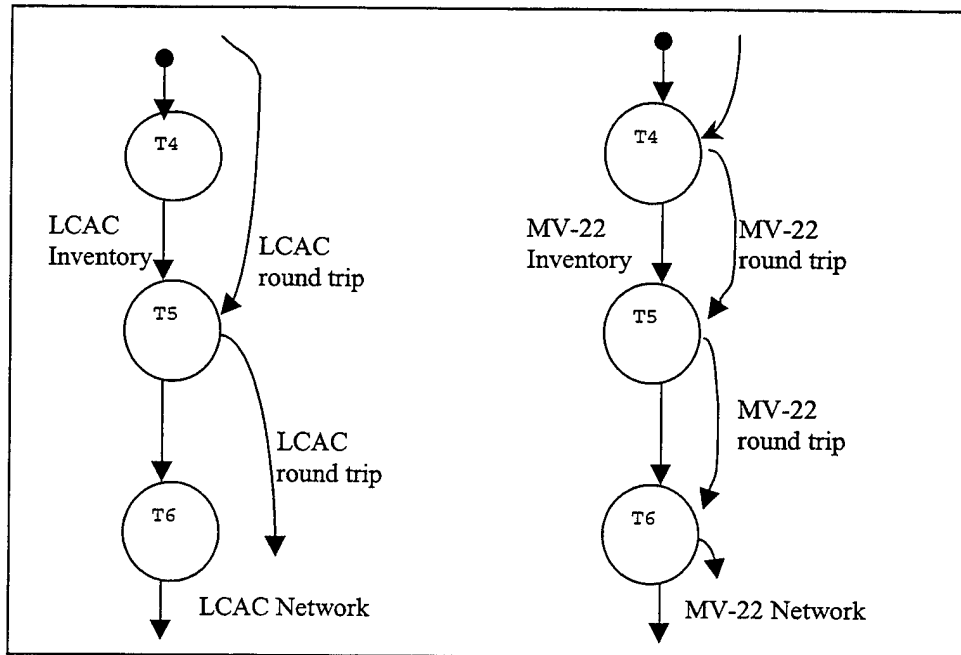 T4
LCAC
Inventory
LCAC
round trip
T5
LCAC
round trip
T6
LCAC Network
T4
MV-22
Inventory
MV-22
round trip
T5
MV-22
round trip
T6
MV-22 Network